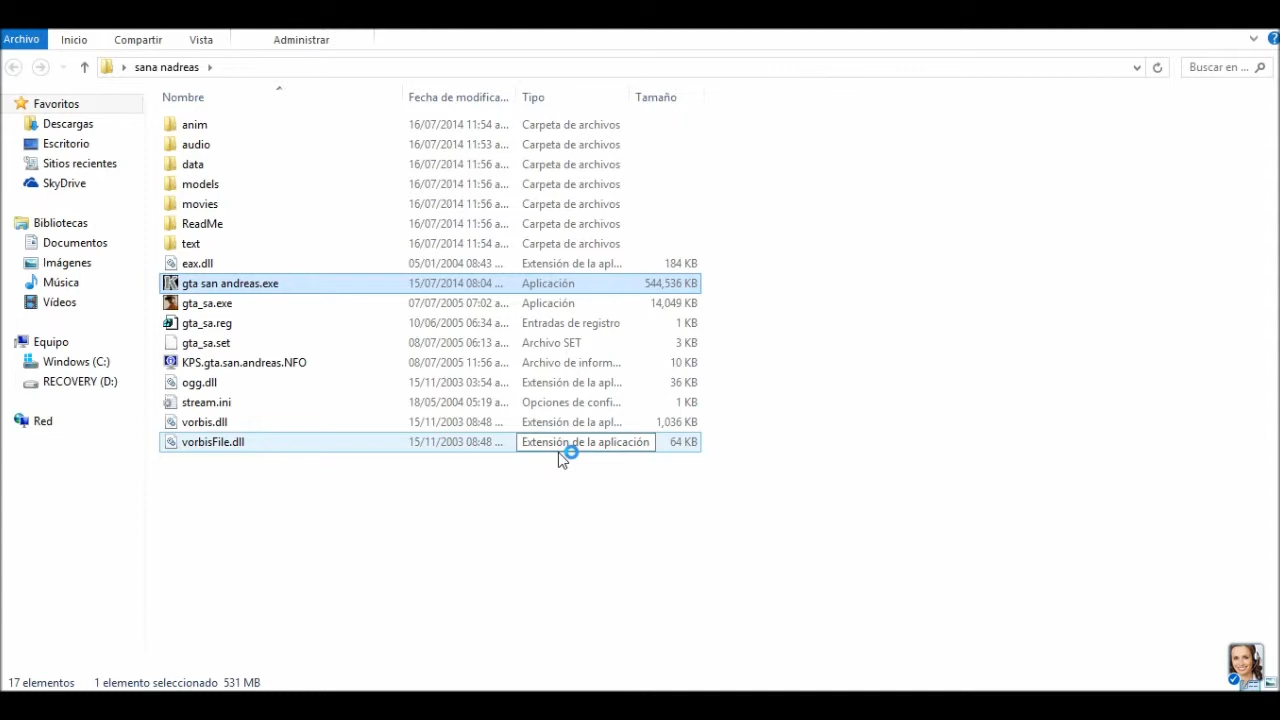 Archivo Inicio Compartir Vista Administrar
sana nadreas Buscar en ...
Nombre Fecha de modifica... Tipo Tamaño
Favoritos
Descargas
Escritorio
Sitios recientes
SkyDrive
Bibliotecas
Documentos
Imágenes
Música
Vídeos
Equipo
Windows (C:)
RECOVERY (D:)
Red
anim 16/07/2014 11:54 a... Carpeta de archivos
audio 16/07/2014 11:53 a... Carpeta de archivos
data 16/07/2014 11:56 a... Carpeta de archivos
models 16/07/2014 11:56 a... Carpeta de archivos
movies 16/07/2014 11:56 a... Carpeta de archivos
ReadMe 16/07/2014 11:56 a... Carpeta de archivos
text 16/07/2014 11:54 a... Carpeta de archivos
eax.dll 05/01/2004 08:43 ... Extensión de la apl... 184 KB
gta san andreas.exe 15/07/2014 08:04 ... Aplicación 544,536 KB
gta_sa.exe 07/07/2005 07:02 a... Aplicación 14,049 KB
gta_sa.reg 10/06/2005 06:34 a... Entradas de registro 1 KB
gta_sa.set 08/07/2005 06:13 a... Archivo SET 3 KB
KPS.gta.san.andreas.NFO 08/07/2005 11:56 a... Archivo de inform... 10 KB
ogg.dll 15/11/2003 03:54 a... Extensión de la apl... 36 KB
stream.ini 18/05/2004 05:19 a... Opciones de confi... 1 KB
vorbis.dll 15/11/2003 08:48 ... Extensión de la apl... 1,036 KB
vorbisFile.dll 15/11/2003 08:48 ... Extensión de la aplicación 64 KB
17 elementos 1 elemento seleccionado 531 MB